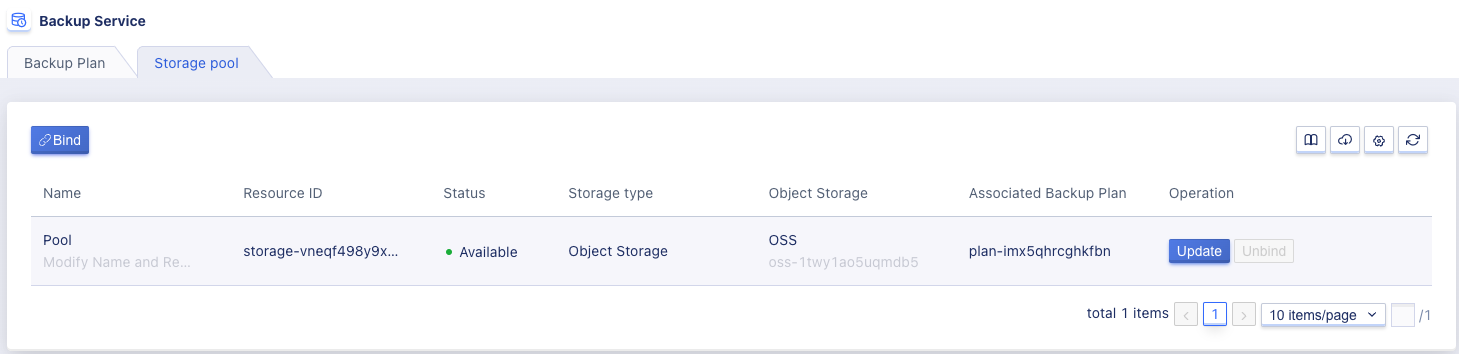 Backup Service
Backup Plan Storage pool
Bind
Name Resource ID Status Storage type Object Storage Associated Backup Plan Operation
Pool OSS
storage-vneqf498y9x... Available Object Storage plan-imx5qhrcghkfbn Update Unbind
Modify Name and Re... oss-1twy1ao5uqmdb5
total 1 items 1 10 items/page /1